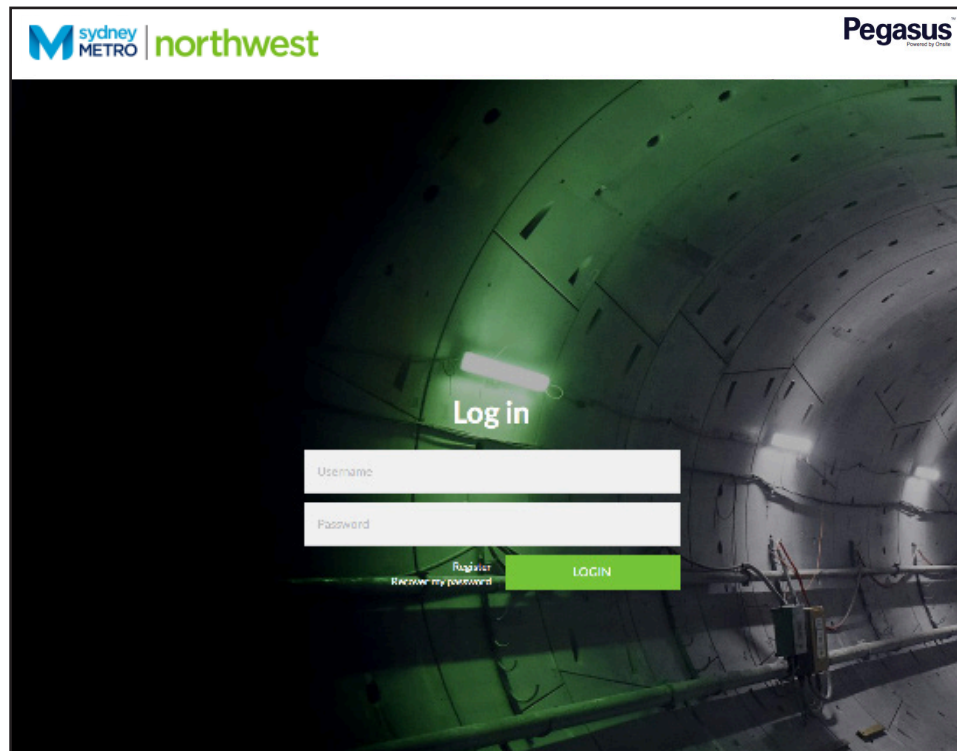 sydney
METRO
northwest
Pegasus
Powered by Onsite
Log in
Username
Password
Register
Recover my password
LOGIN